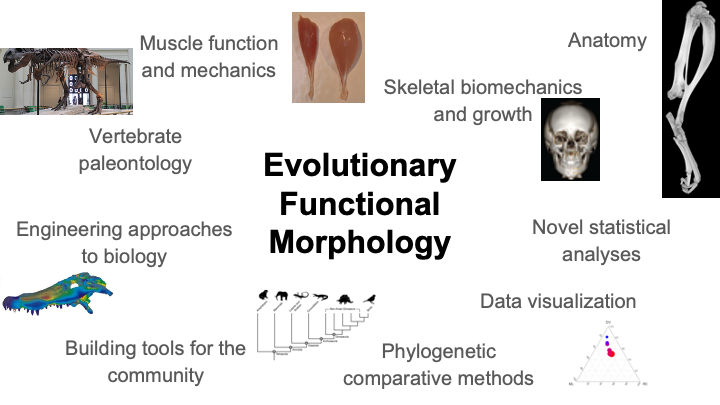 Muscle function
and mechanics
Anatomy
Skeletal biomechanics
and growth
Vertebrate
paleontology
Evolutionary
Functional
Morphology
Engineering approaches
to biology
Novel statistical
analyses
Data visualization
Building tools for the
community
Phylogenetic
comparative methods